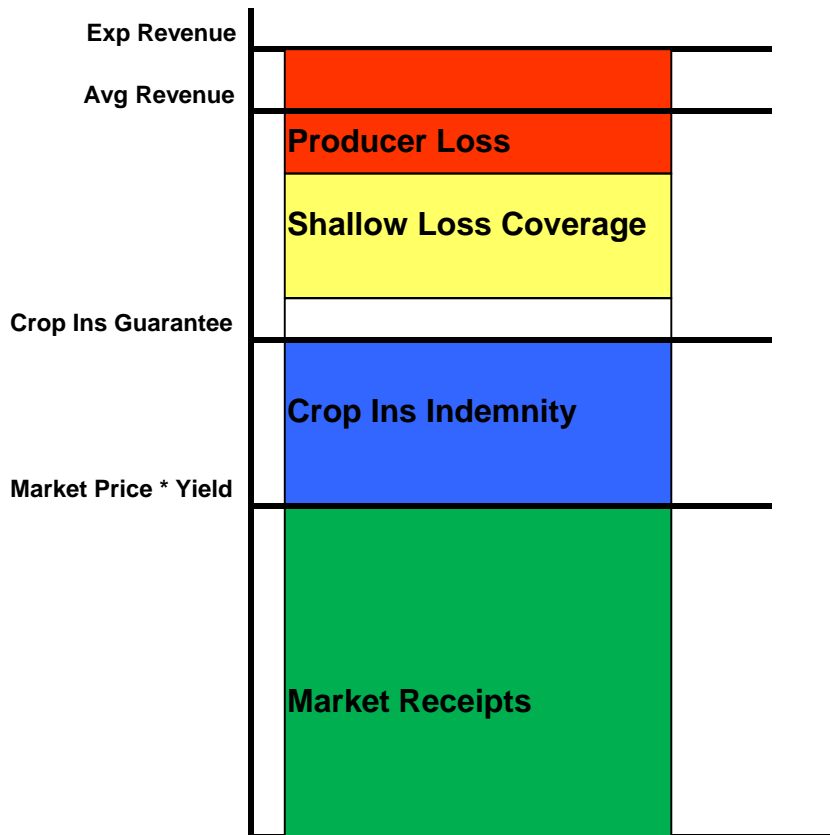 Exp Revenue
Avg Revenue
Producer Loss
Shallow Loss Coverage
Crop Ins Guarantee
Crop Ins Indemnity
Market Price * Yield
Market Receipts